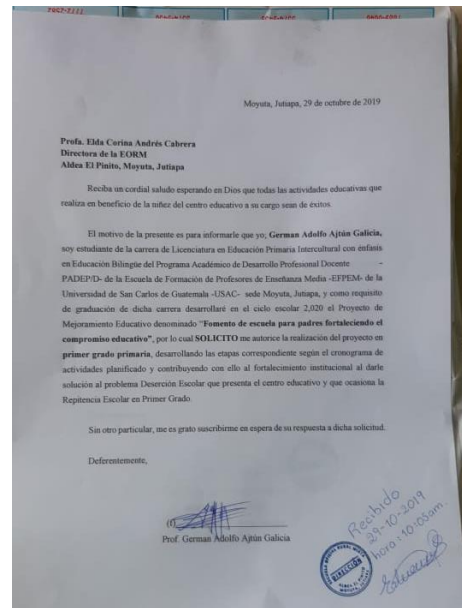 Moyuta, Jutiapa, 29 de octubre de 2019
Profa. Elda Corina Andrés Cabrera
Directora de la EORM
Aldea El Pinito, Moyuta, Jutiapa
Reciba un cordial saludo esperando en Dios que todas las actividades educativas que
realiza en beneficio de la niñez del centro educativo a su cargo sean de éxitos.
El motivo de la presente es para informarle que yo; German Adolfo Ajtún Galicia,
soy estudiante de la carrera de Licenciatura en Educación Primaria Intercultural con énfasis
en Educación Bilingüe del Programa Académico de Desarrollo Profesional Docente -
PADEP/D- de la Escuela de Formación de Profesores de Enseñanza Media -EFPEM- de la
Universidad de San Carlos de Guatemala -USAC- sede Moyuta, Jutiapa, y como requisito
de graduación de dicha carrera desarrollaré en el ciclo escolar 2,020 el Proyecto de
Mejoramiento Educativo denominado "Fomento de escuela para padres fortaleciendo el
compromiso educativo", por lo cual SOLICITO me autorice la realización del proyecto en
primer grado primaria, desarrollando las etapas correspondiente según el cronograma de
actividades planificado y contribuyendo con ello al fortalecimiento institucional al darle
solución al problema Deserción Escolar que presenta el centro educativo y que ocasiona la
Repitencia Escolar en Primer Grado.
Sin otro particular, me es grato suscribirme en espera de su respuesta a dicha solicitud.
Deferentemente,
(f)
Prof. German Adolfo Ajtún Galicia
Recibido
29-10-2019
hora: 10:05am.
DIRECCIÓN